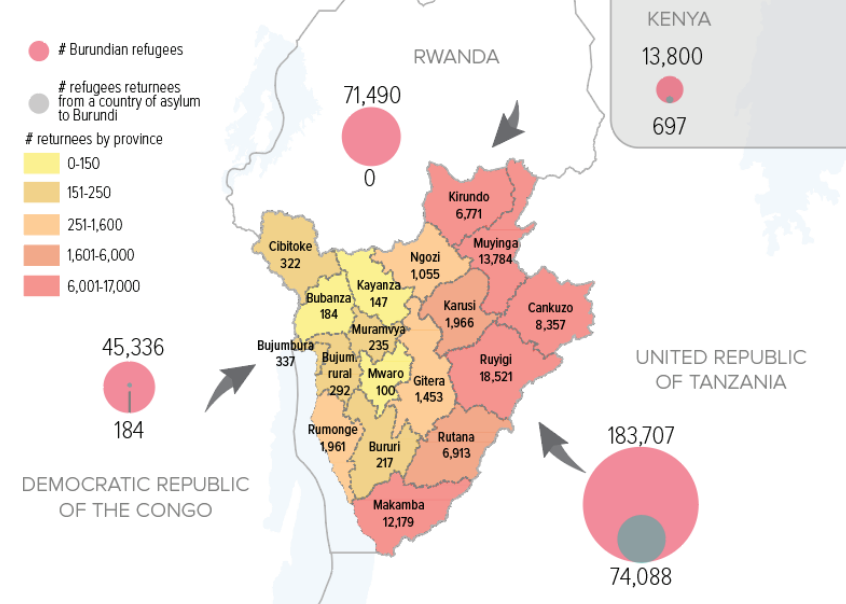 # Burundian refugees
# refugees returnees
from a country of asylum
to Burundi
# returnees by province
0-150
151-250
251-1,600
1,601-6,000
6,001-17,000
RWANDA
71,490
0
KENYA
13,800
697
Kirundo
6,771
Muyinga
13,784
Cibitoke
322
Ngozi
1,055
Kayanza
147
Bubanza
184
Karusi
1,966
Cankuzo
8,357
Muramvya
235
Bujumbura
337
Bujum.
rural
292
Mwaro
100
Gitera
1,453
Ruyigi
18,521
Rumonge
1,961
Bururi
217
Rutana
6,913
Makamba
12,179
45,336
184
DEMOCRATIC REPUBLIC
OF THE CONGO
UNITED REPUBLIC
OF TANZANIA
183,707
74,088